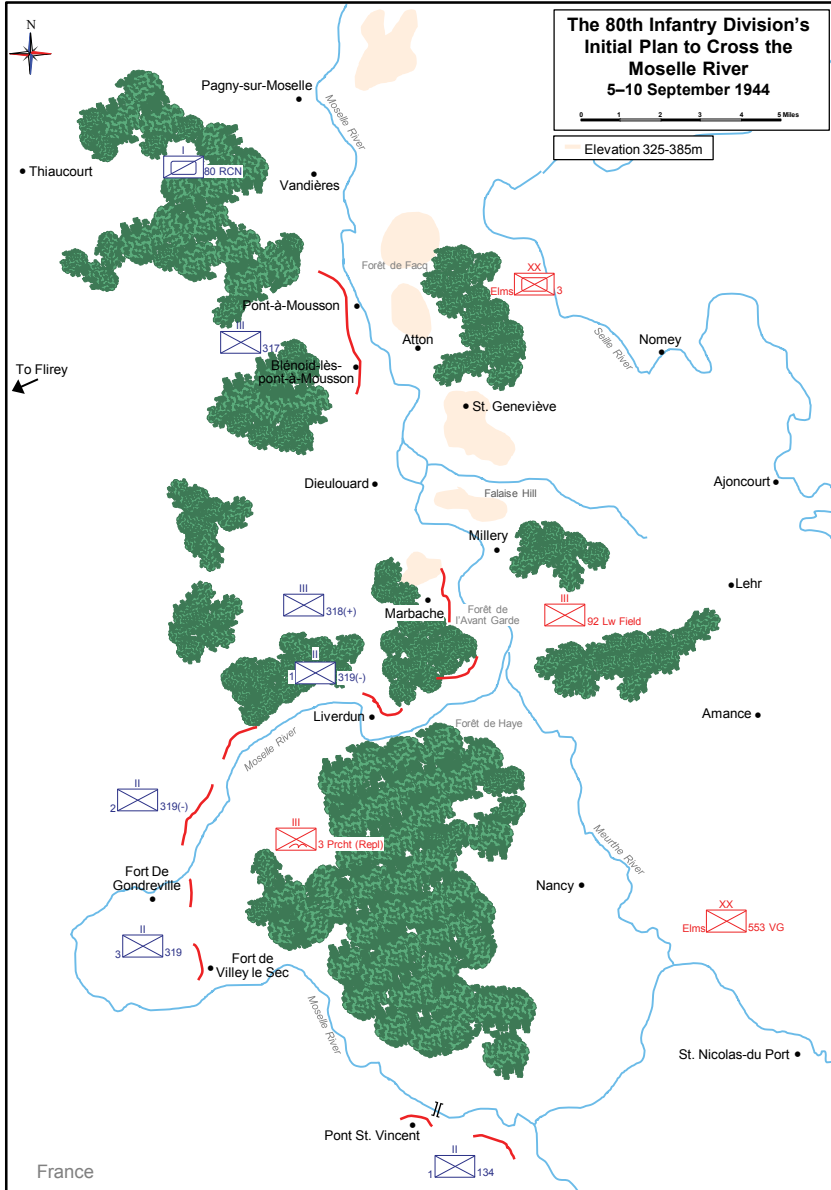 The 80th Infantry Division's
Initial Plan to Cross the
Moselle River
5–10 September 1944
0 1 2 3 4 5 Miles
Elevation 325-385m
N
Pagny-sur-Moselle
Moselle River
Thiaucourt
I
80 RCN
Vandières
Forêt de Facq
XX
Elms 3
Pont-à-Mousson
III
317
Atton
Seille River
Nomey
To Flirey
Blénoid-lès-
pont-à-Mousson
St. Geneviève
Dieulouard
Ajoncourt
Falaise Hill
Millery
Lehr
III
318(+)
Marbache
Forêt de
l'Avant Garde
III
92 Lw Field
II
1 319(-)
Liverdun
Amance
Forêt de Haye
Moselle River
II
2 319(-)
III
3 Prcht (Repl)
Meurthe River
Fort De
Gondreville
Nancy
XX
Elms 553 VG
II
3 319
Fort de
Villey le Sec
Moselle River
St. Nicolas-du Port
Pont St. Vincent
II
1 134
France